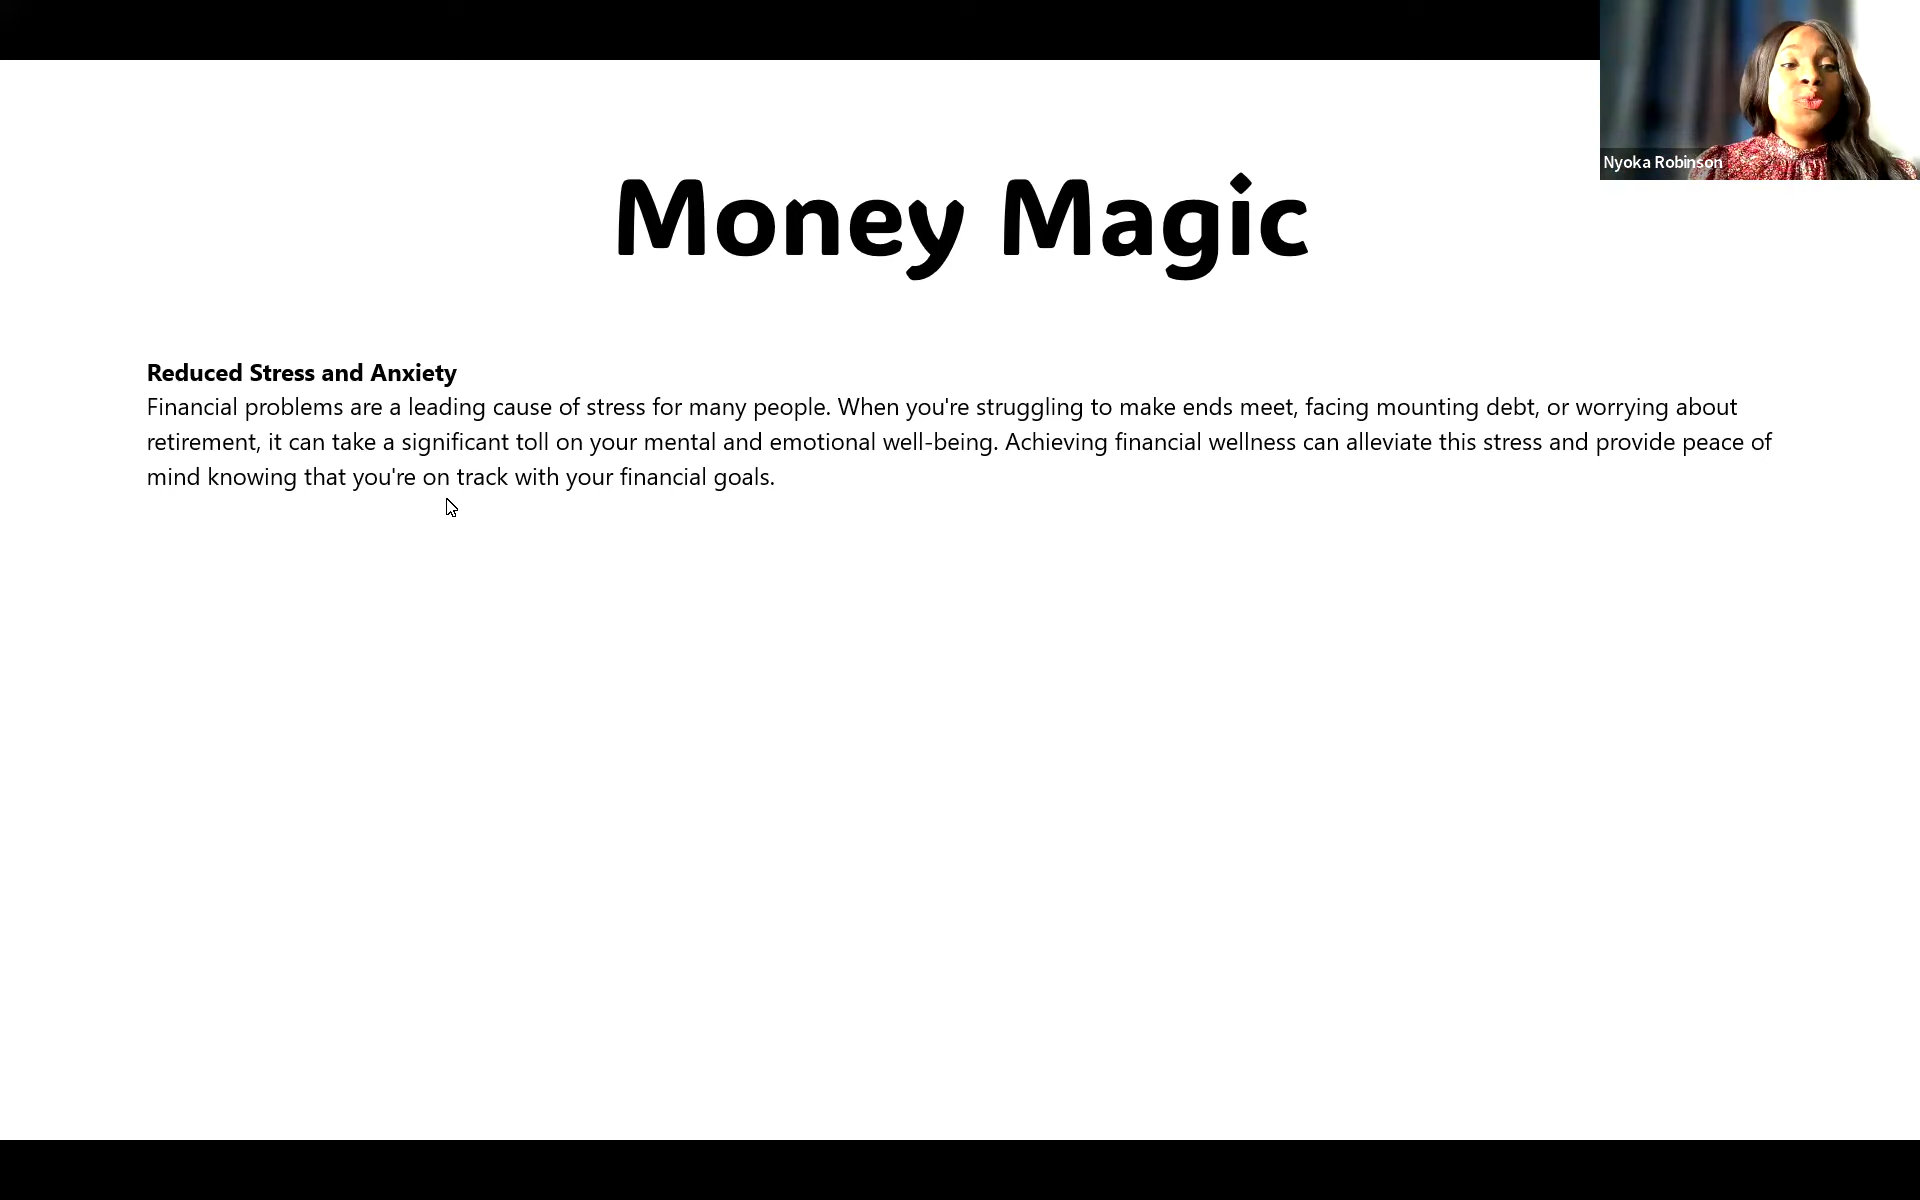 Nyoka Robinson
Money Magic
Reduced Stress and Anxiety
Financial problems are a leading cause of stress for many people. When you're struggling to make ends meet, facing mounting debt, or worrying about
retirement, it can take a significant toll on your mental and emotional well-being. Achieving financial wellness can alleviate this stress and provide peace of
mind knowing that you're on track with your financial goals.